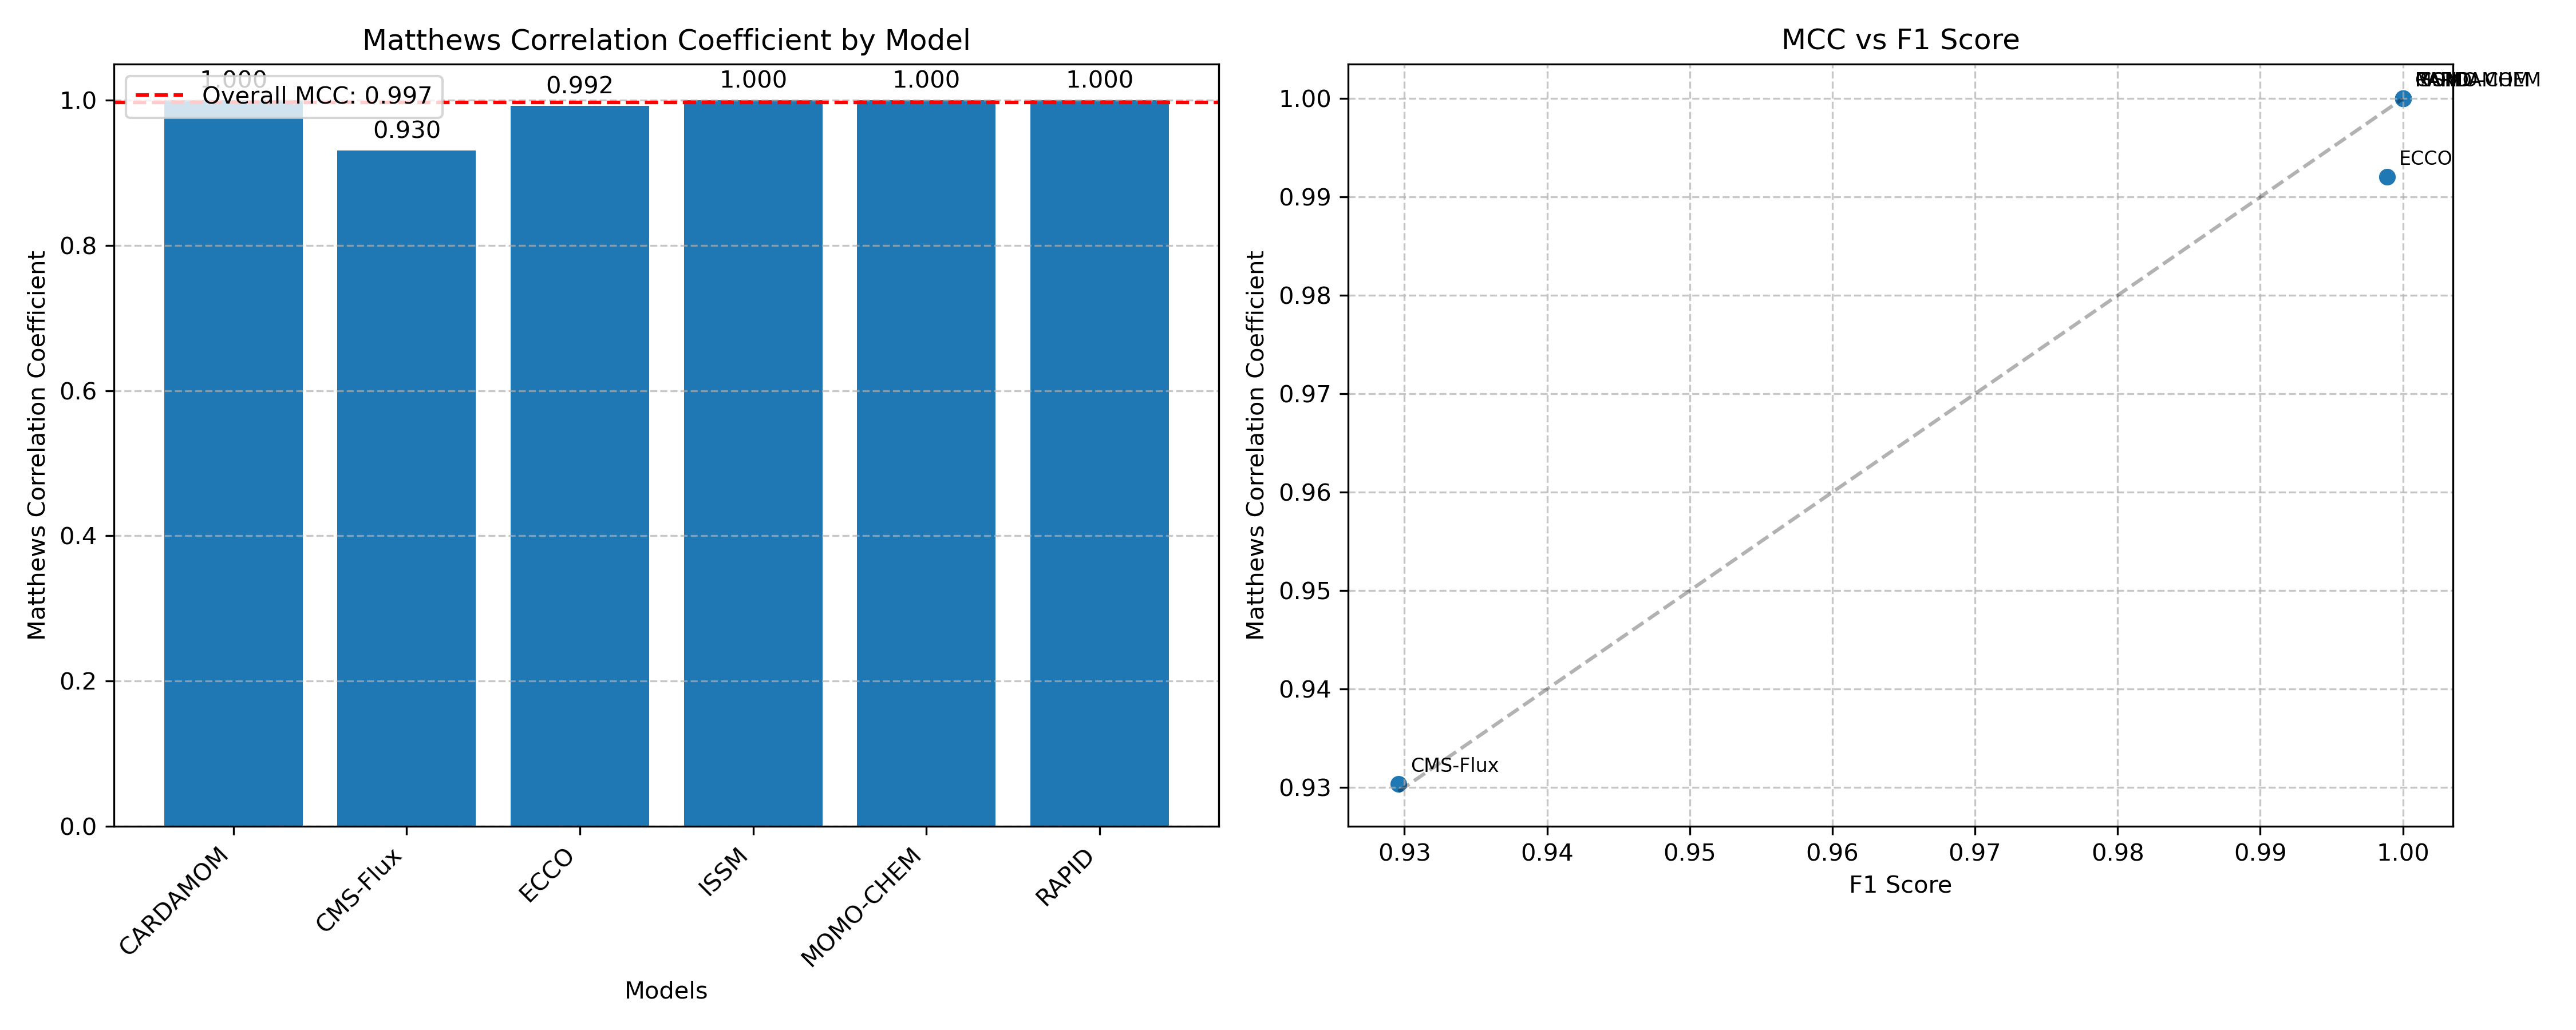 Matthews Correlation Coefficient by Model
1.000
Overall MCC: 0.997
0.930
0.992
1.000
1.000
1.000
1.0
0.8
0.6
0.4
0.2
0.0
Matthews Correlation Coefficient
CARDAMOM
CMS-Flux
ECCO
ISSM
MOMO-CHEM
RAPID
Models
MCC vs F1 Score
ECCO
CMS-Flux
1.00
0.99
0.98
0.97
0.96
0.95
0.94
0.93
Matthews Correlation Coefficient
0.93
0.94
0.95
0.96
0.97
0.98
0.99
1.00
F1 Score